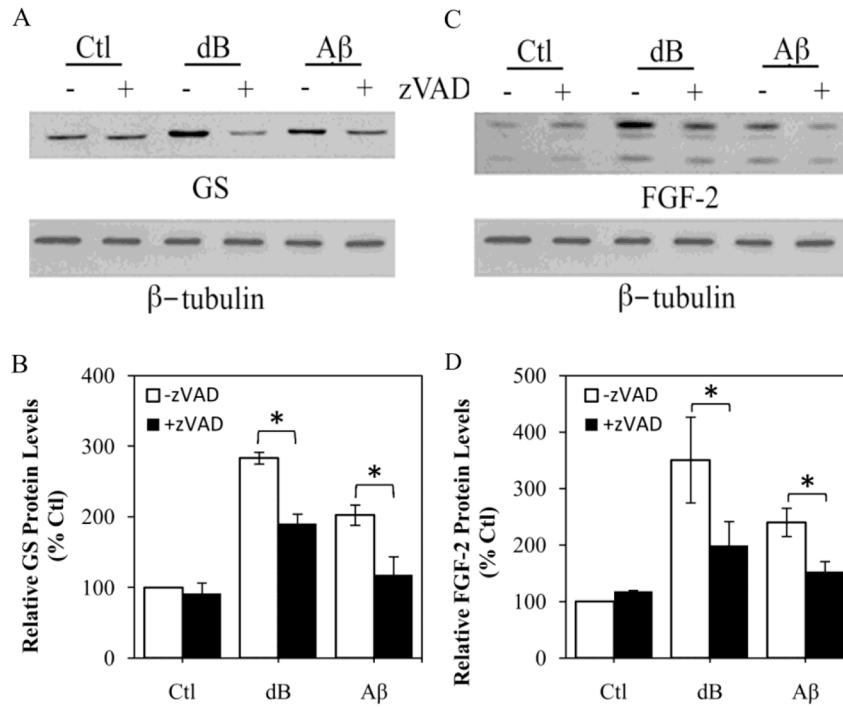 A
Ctl dB Aβ
- + - + - + zVAD
GS
β-tubulin
C
Ctl dB Aβ
- + - + - +
FGF-2
β-tubulin
B
Relative GS Protein Levels
(% Ctl)
400
300
200
100
0
-zVAD
+zVAD
*
*
Ctl dB Aβ
D
Relative FGF-2 Protein Levels
(% Ctl)
500
400
300
200
100
0
-zVAD
+zVAD
*
*
Ctl dB Aβ